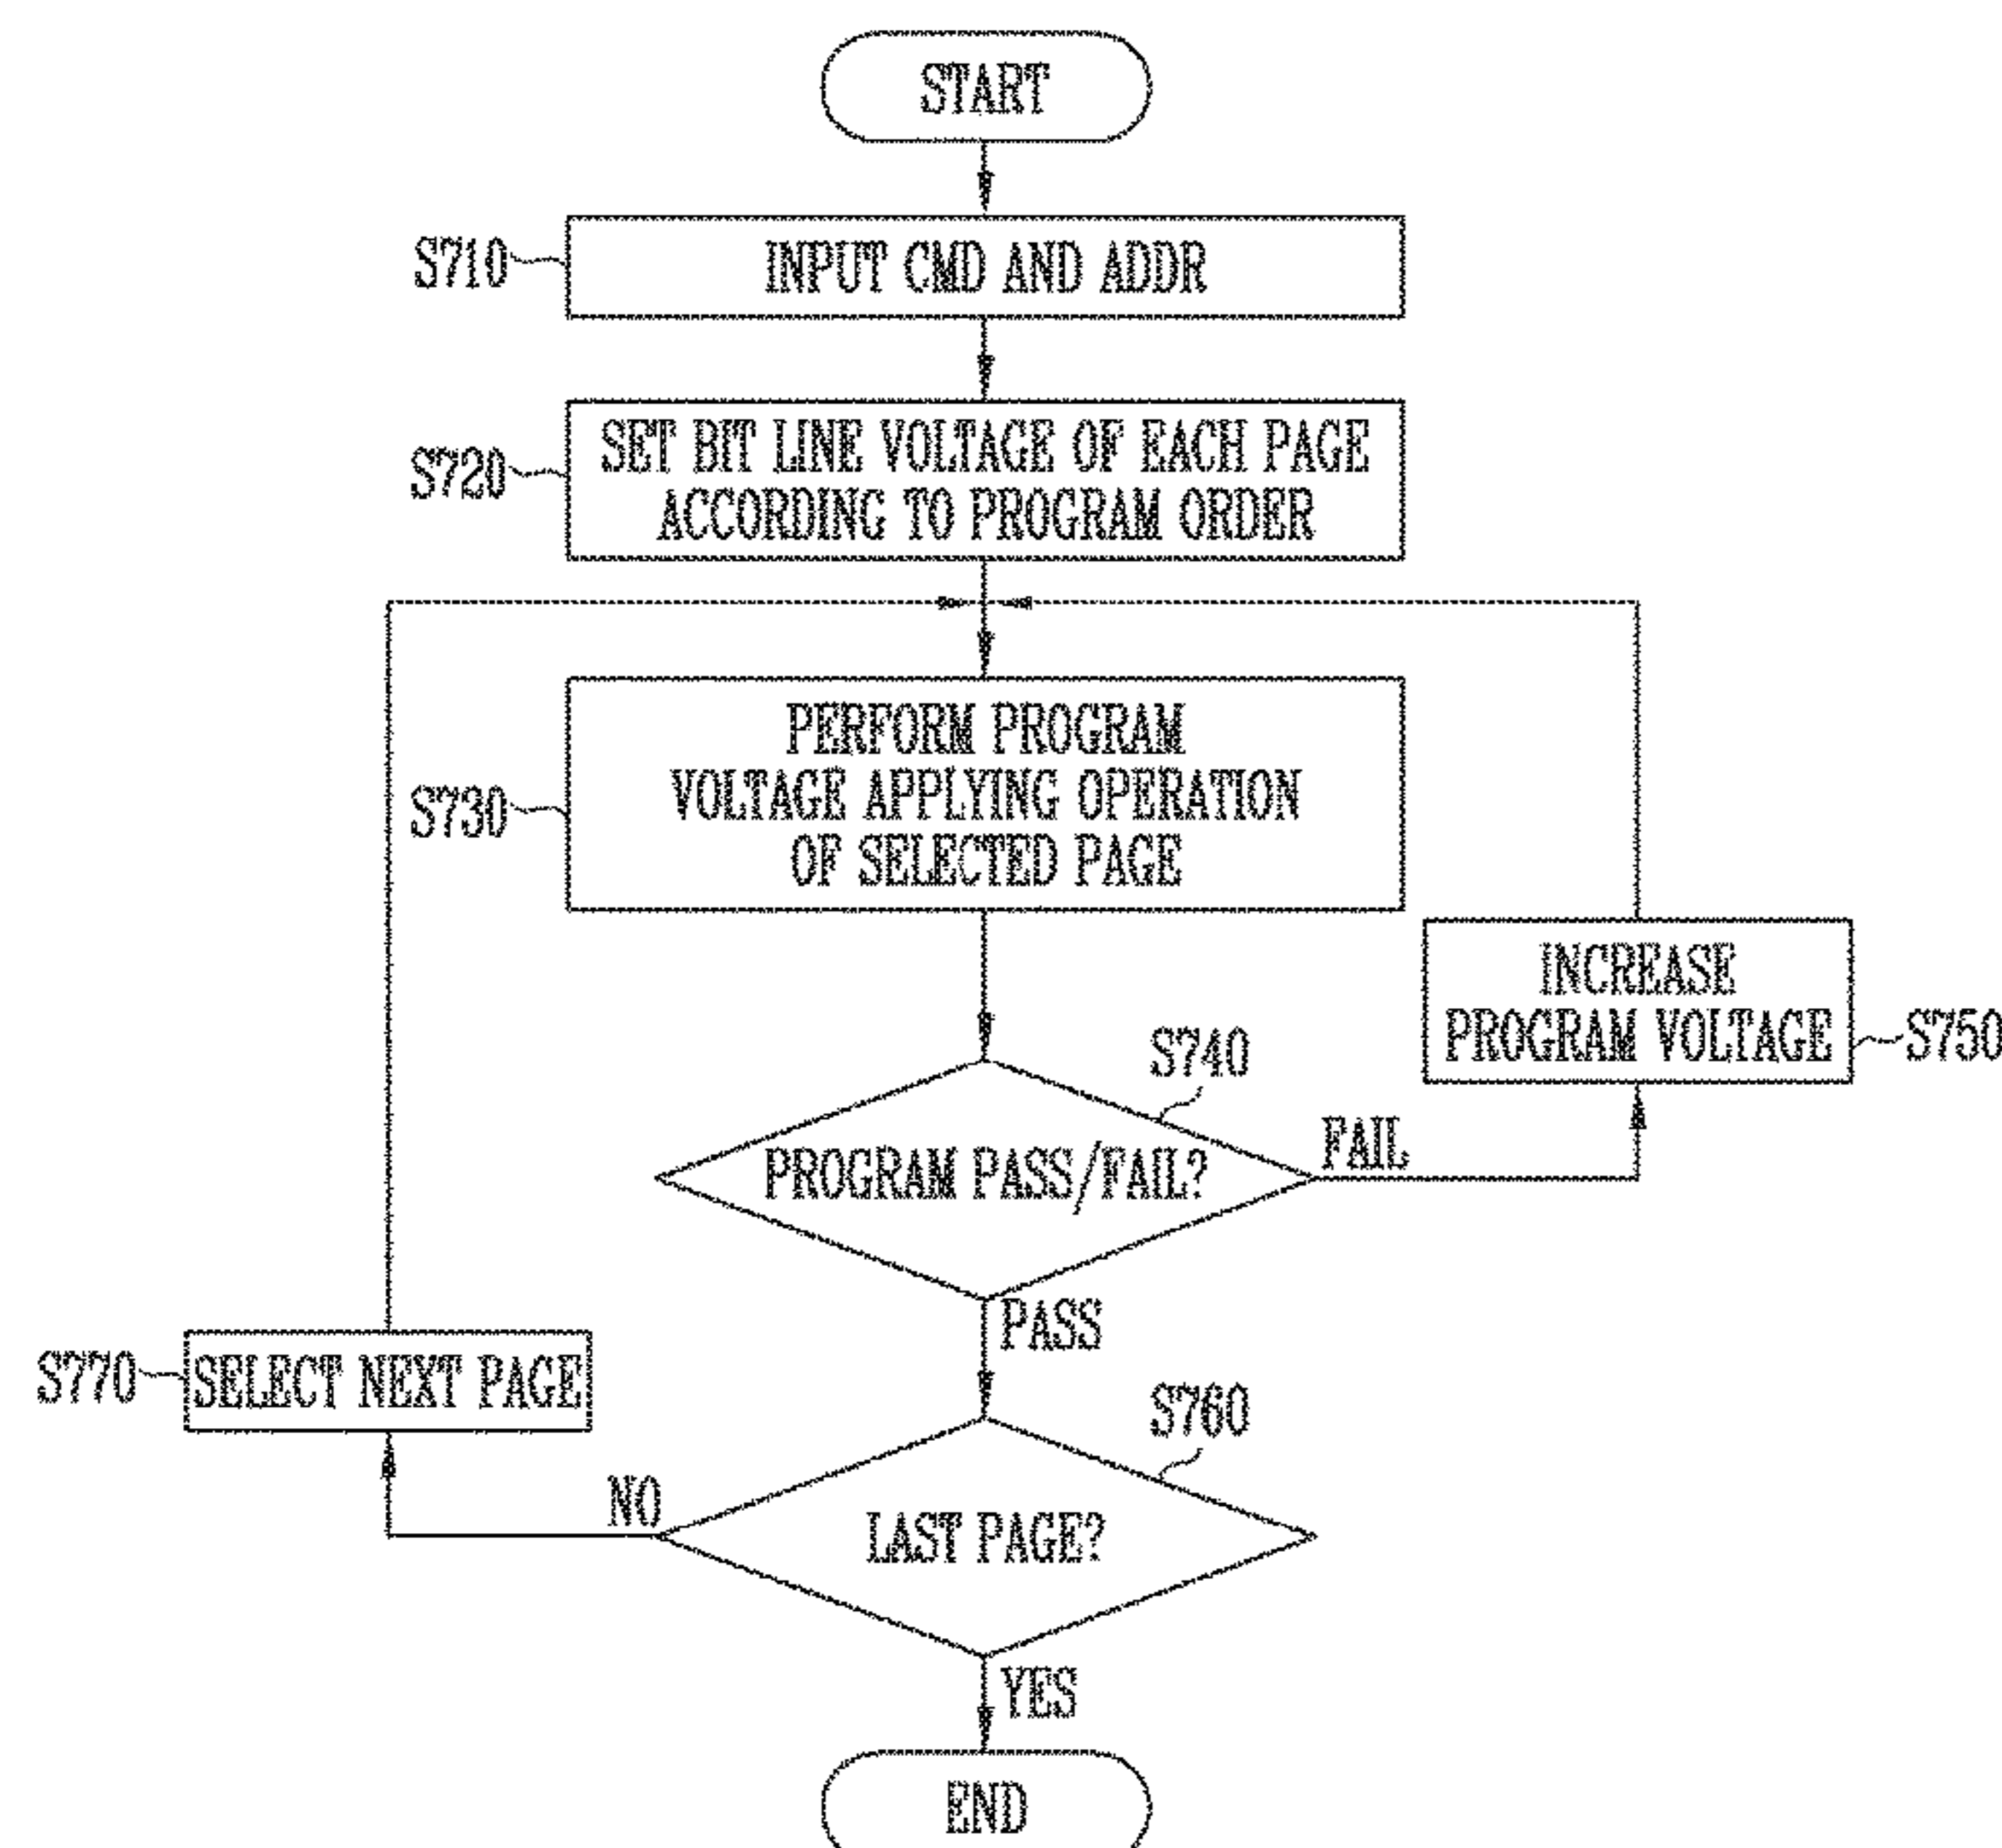 START
S710
INPUT CMD AND ADDR
S720
SET BIT LINE VOLTAGE OF EACH PAGE
ACCORDING TO PROGRAM ORDER
S730
PERFORM PROGRAM
VOLTAGE APPLYING OPERATION
OF SELECTED PAGE
INCREASE
PROGRAM VOLTAGE
S750
S740
PROGRAM PASS/FAIL?
FAIL
PASS
S770
SELECT NEXT PAGE
S760
NO
LAST PAGE?
YES
END